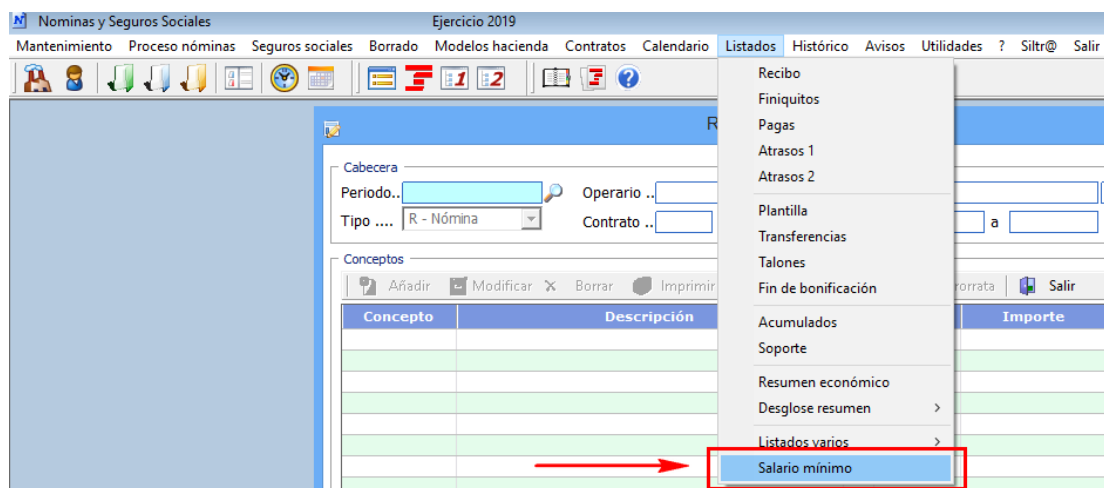 Nominas y Seguros Sociales Ejercicio 2019
Mantenimiento Proceso nóminas Seguros sociales Borrado Modelos hacienda Contratos Calendario Listados Histórico Avisos Utilidades ? Siltr@ Salir
1 2 ?
R
Cabecera
Periodo.. Operario ..
Tipo .... R - Nómina Contrato .. a
Conceptos
Añadir Modificar Borrar Imprimir rorrata Salir
Concepto Descripción Importe
Recibo
Finiquitos
Pagas
Atrasos 1
Atrasos 2
Plantilla
Transferencias
Talones
Fin de bonificación
Acumulados
Soporte
Resumen económico
Desglose resumen >
Listados varios >
Salario mínimo